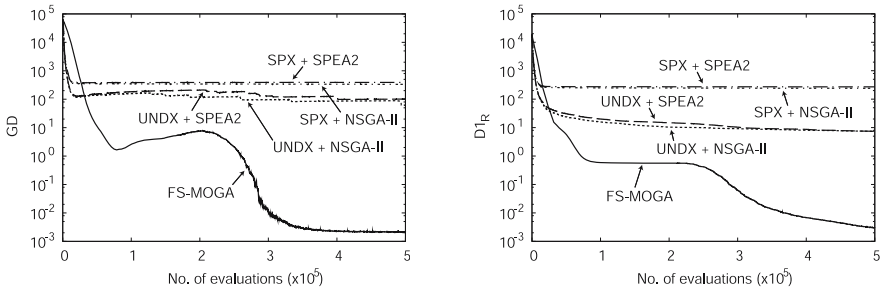 10^5
10^4
10^3
10^2
10^1
10^0
10^-1
10^-2
10^-3
GD
0 1 2 3 4 5
No. of evaluations (x10^5)
SPX + SPEA2
SPX + NSGA-II
UNDX + SPEA2
UNDX + NSGA-II
FS-MOGA
10^5
10^4
10^3
10^2
10^1
10^0
10^-1
10^-2
10^-3
D1_R
0 1 2 3 4 5
No. of evaluations (x10^5)
SPX + SPEA2
SPX + NSGA-II
UNDX + SPEA2
UNDX + NSGA-II
FS-MOGA